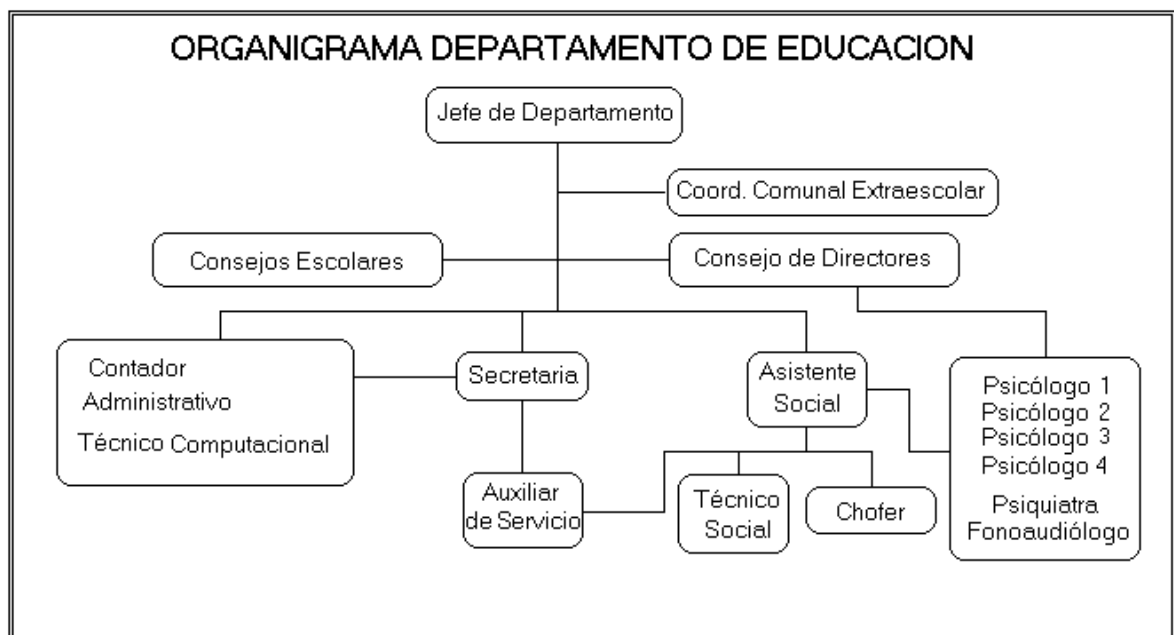 ORGANIGRAMA DEPARTAMENTO DE EDUCACION
Jefe de Departamento
Coord. Comunal Extraescolar
Consejos Escolares
Consejo de Directores
Contador
Administrativo
Técnico Computacional
Secretaria
Asistente
Social
Psicólogo 1
Psicólogo 2
Psicólogo 3
Psicólogo 4
Psiquiatra
Fonoaudiólogo
Auxiliar
de Servicio
Técnico
Social
Chofer